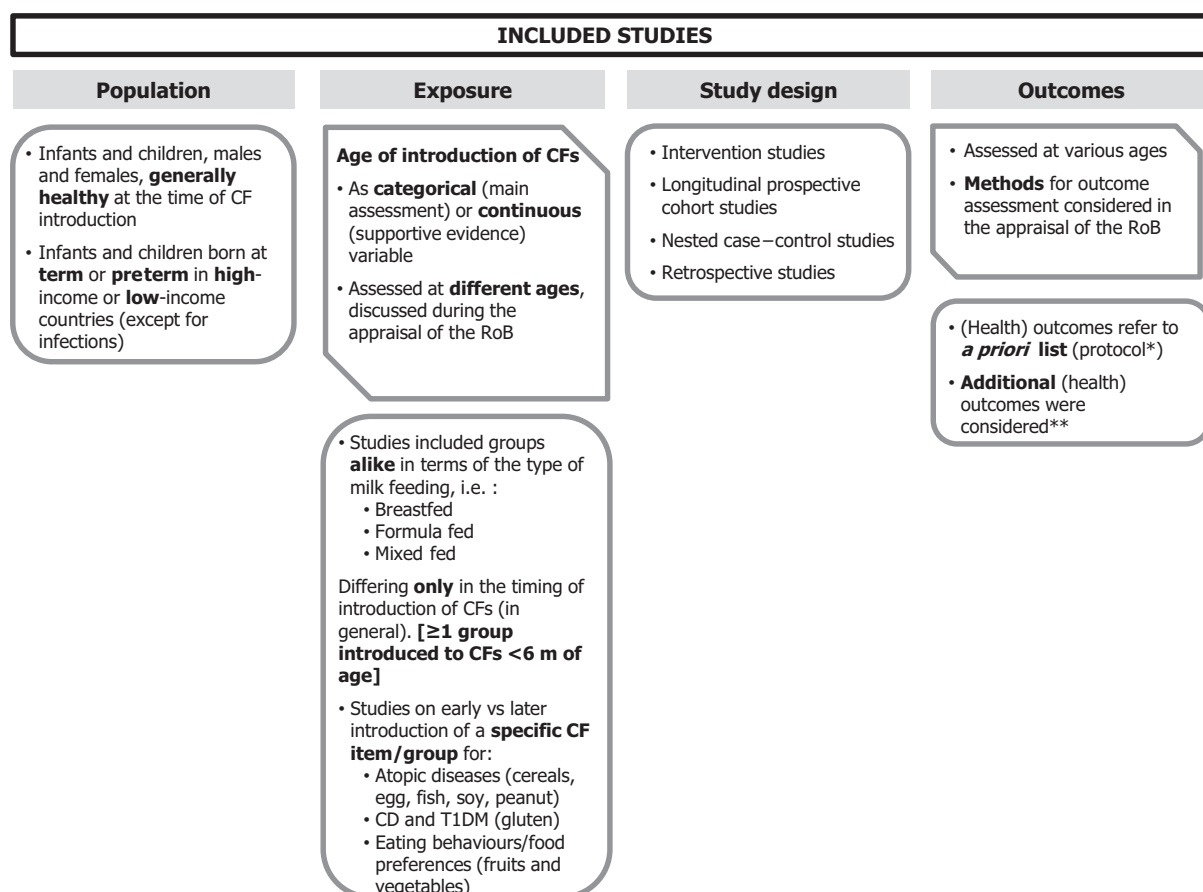 INCLUDED STUDIES
Population
• Infants and children, males
and females, generally
healthy at the time of CF
introduction
• Infants and children born at
term or preterm in high-
income or low-income
countries (except for
infections)
Exposure
Age of introduction of CFs
• As categorical (main
assessment) or continuous
(supportive evidence)
variable
• Assessed at different ages,
discussed during the
appraisal of the RoB
• Studies included groups
alike in terms of the type of
milk feeding, i.e. :
• Breastfed
• Formula fed
• Mixed fed
Differing only in the timing of
introduction of CFs (in
general). [≥1 group
introduced to CFs <6 m of
age]
• Studies on early vs later
introduction of a specific CF
item/group for:
• Atopic diseases (cereals,
egg, fish, soy, peanut)
• CD and T1DM (gluten)
• Eating behaviours/food
preferences (fruits and
vegetables)
Study design
• Intervention studies
• Longitudinal prospective
cohort studies
• Nested case–control studies
• Retrospective studies
Outcomes
• Assessed at various ages
• Methods for outcome
assessment considered in
the appraisal of the RoB
• (Health) outcomes refer to
a priori list (protocol*)
• Additional (health)
outcomes were
considered**